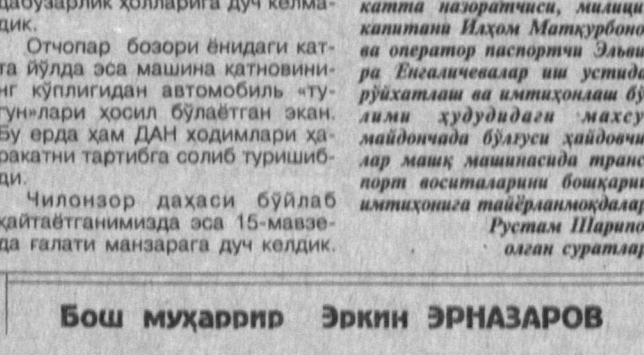 дабузарлик ҳолларига дуч келма-
дик.
Отчопар бозори ёнидаги кат-
та йўлда эса машина қатновини-
нг кўплигидан автомобиль «ту-
гун»лари ҳосил бўлаётган экан.
Бу ерда ҳам ДАН ходимлари ҳа-
ракатни тартибга солиб туришиб-
ди.
Чилонзор даҳаси бўйлаб
қайтаётганимизда эса 15-мавзе-
да ғалати манзарага дуч келдик.
катта назоратчиси, милици
капитани Илҳом Матқурбоно
ва оператор паспортчи Эльви
ра Енгаличевалар иш устида
рўйхатлаш ва имтиҳонлаш бў
лими ҳудудидаги махсу
майдончада бўлғуси ҳайдовчи
лар машқ машинасида транс
порт воситаларини бошқари
имтиҳонига тайёрланмоқдалар
Рустам Шарипо
олган суратлар
Бош муҳаррир Эркин ЭРНАЗАРОВ